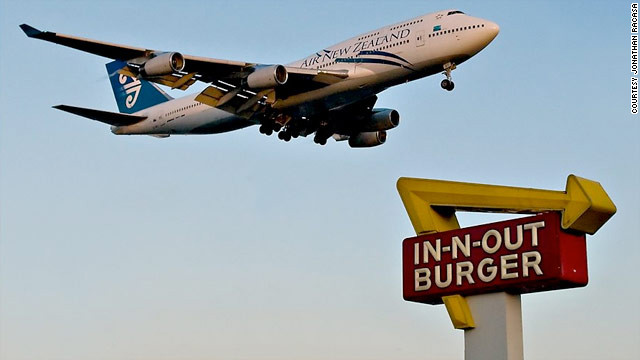 AIR NEW ZEALAND
IN-N-OUT
BURGER
COURTESY JONATHAN RAGASA